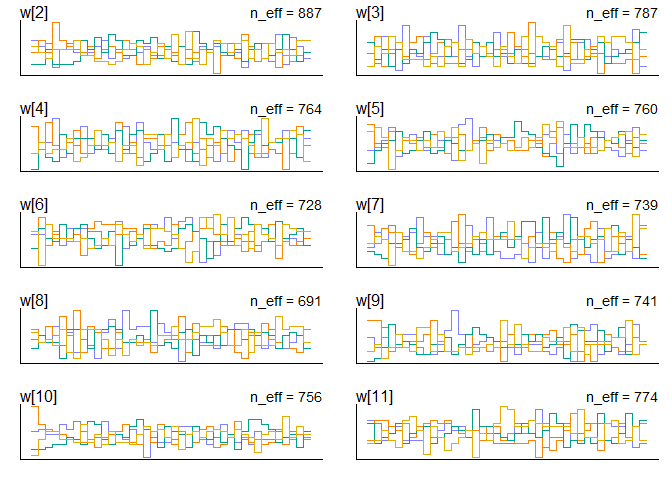 w[2] n_eff = 887 w[3] n_eff = 787
w[4] n_eff = 764 w[5] n_eff = 760
w[6] n_eff = 728 w[7] n_eff = 739
w[8] n_eff = 691 w[9] n_eff = 741
w[10] n_eff = 756 w[11] n_eff = 774